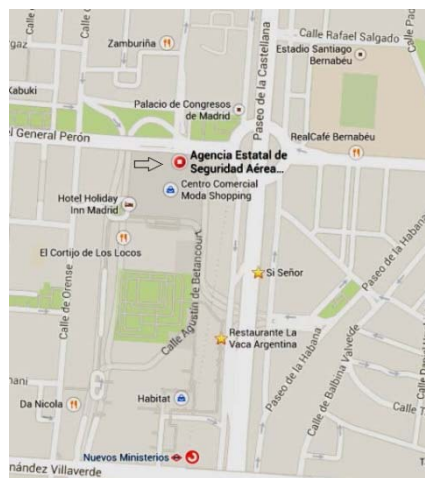 Calle Rafael Salgado
Zamburiña
Estadio Santiago
Bernabéu
Paseo de la Castellana
Kabuki
Palacio de Congresos
de Madrid
RealCafé Bernabéu
General Perón
Agencia Estatal de
Seguridad Aérea...
Centro Comercial
Moda Shopping
Hotel Holiday
Inn Madrid
El Cortijo de Los Locos
Paseo de la Habana
Si Señor
Calle de Orense
Calle Agustín de Betancourt
Restaurante La
Vaca Argentina
Paseo de la Habana
Calle de Balbina Valverde
Habitat
Da Nicola
Nuevos Ministerios
nández Villaverde